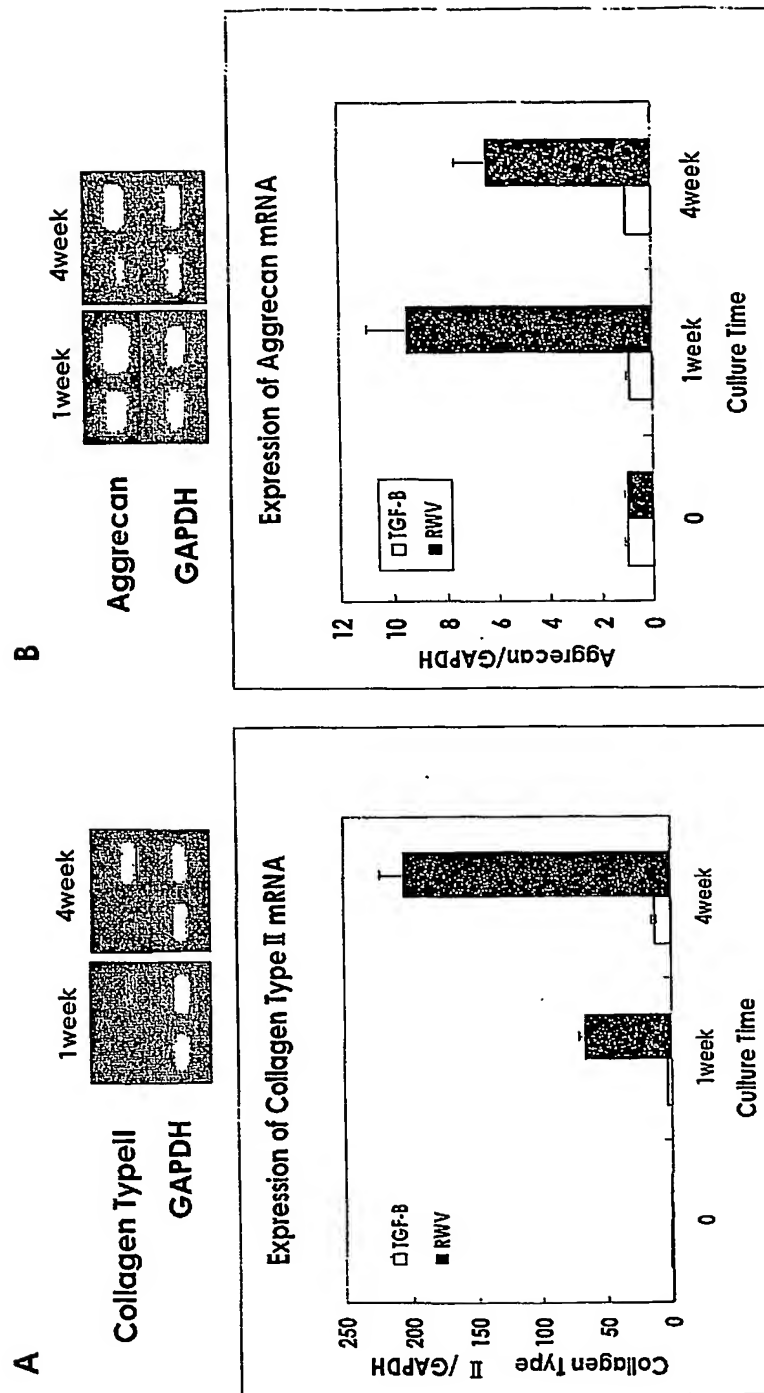 A
1week 4week
Collagen TypeII
GAPDH
Expression of Collagen Type II mRNA
250
200
150
100
50
0
Collagen Type
II /GAPDH
TGF-B
RWV
0 1week 4week
Culture Time
B
1week 4week
Aggrecan
GAPDH
Expression of Aggrecan mRNA
12
10
8
6
4
2
0
Aggrecan/GAPDH
TGF-B
RWV
0 1week 4week
Culture Time